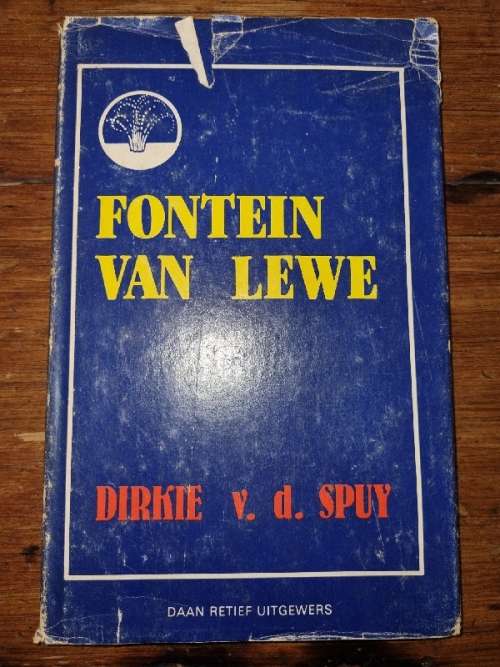 FONTEIN
VAN LEWE
DIRKIE v. d. SPUY
DAAN RETIEF UITGEWERS